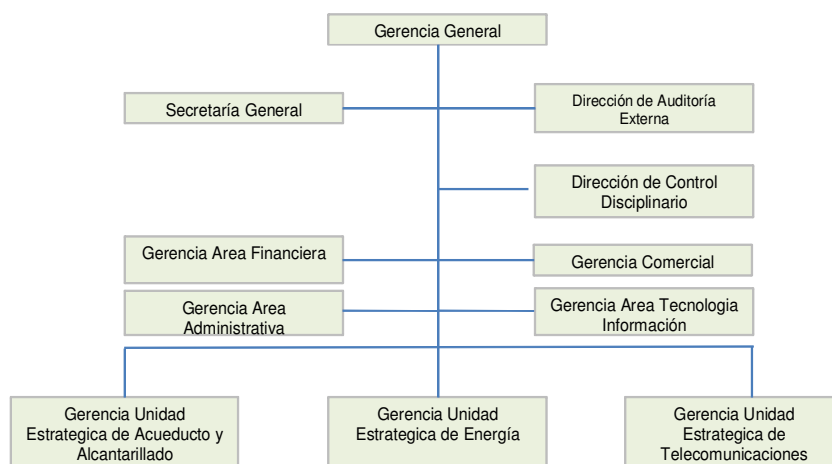 Gerencia General
Secretaría General
Dirección de Auditoría
Externa
Dirección de Control
Disciplinario
Gerencia Area Financiera
Gerencia Comercial
Gerencia Area
Administrativa
Gerencia Area Tecnologia
Información
Gerencia Unidad
Estrategica de Acueducto y
Alcantarillado
Gerencia Unidad
Estrategica de Energía
Gerencia Unidad
Estrategica de
Telecomunicaciones